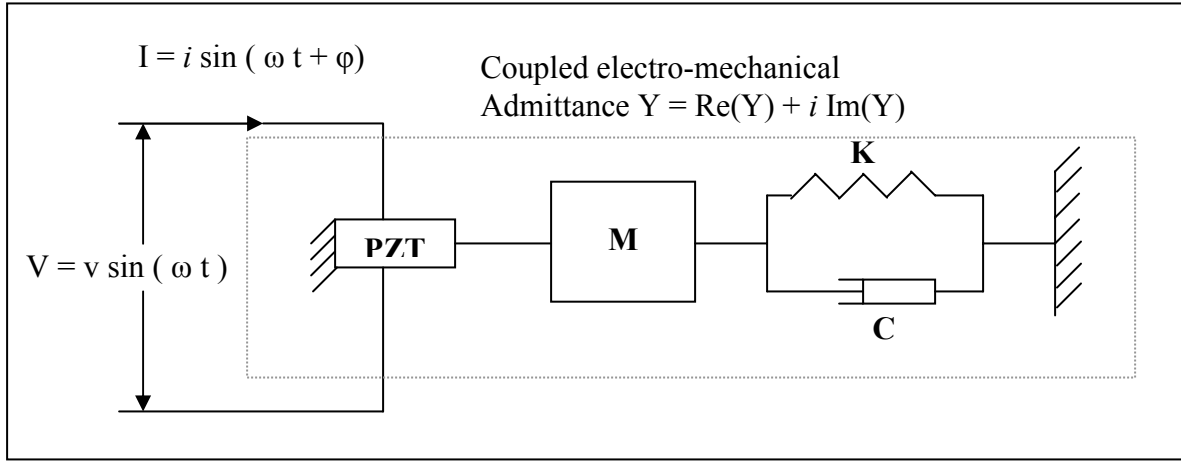 I = i sin ( ω t + φ)
Coupled electro-mechanical
Admittance Y = Re(Y) + i Im(Y)
K
PZT
M
V = v sin ( ω t )
C